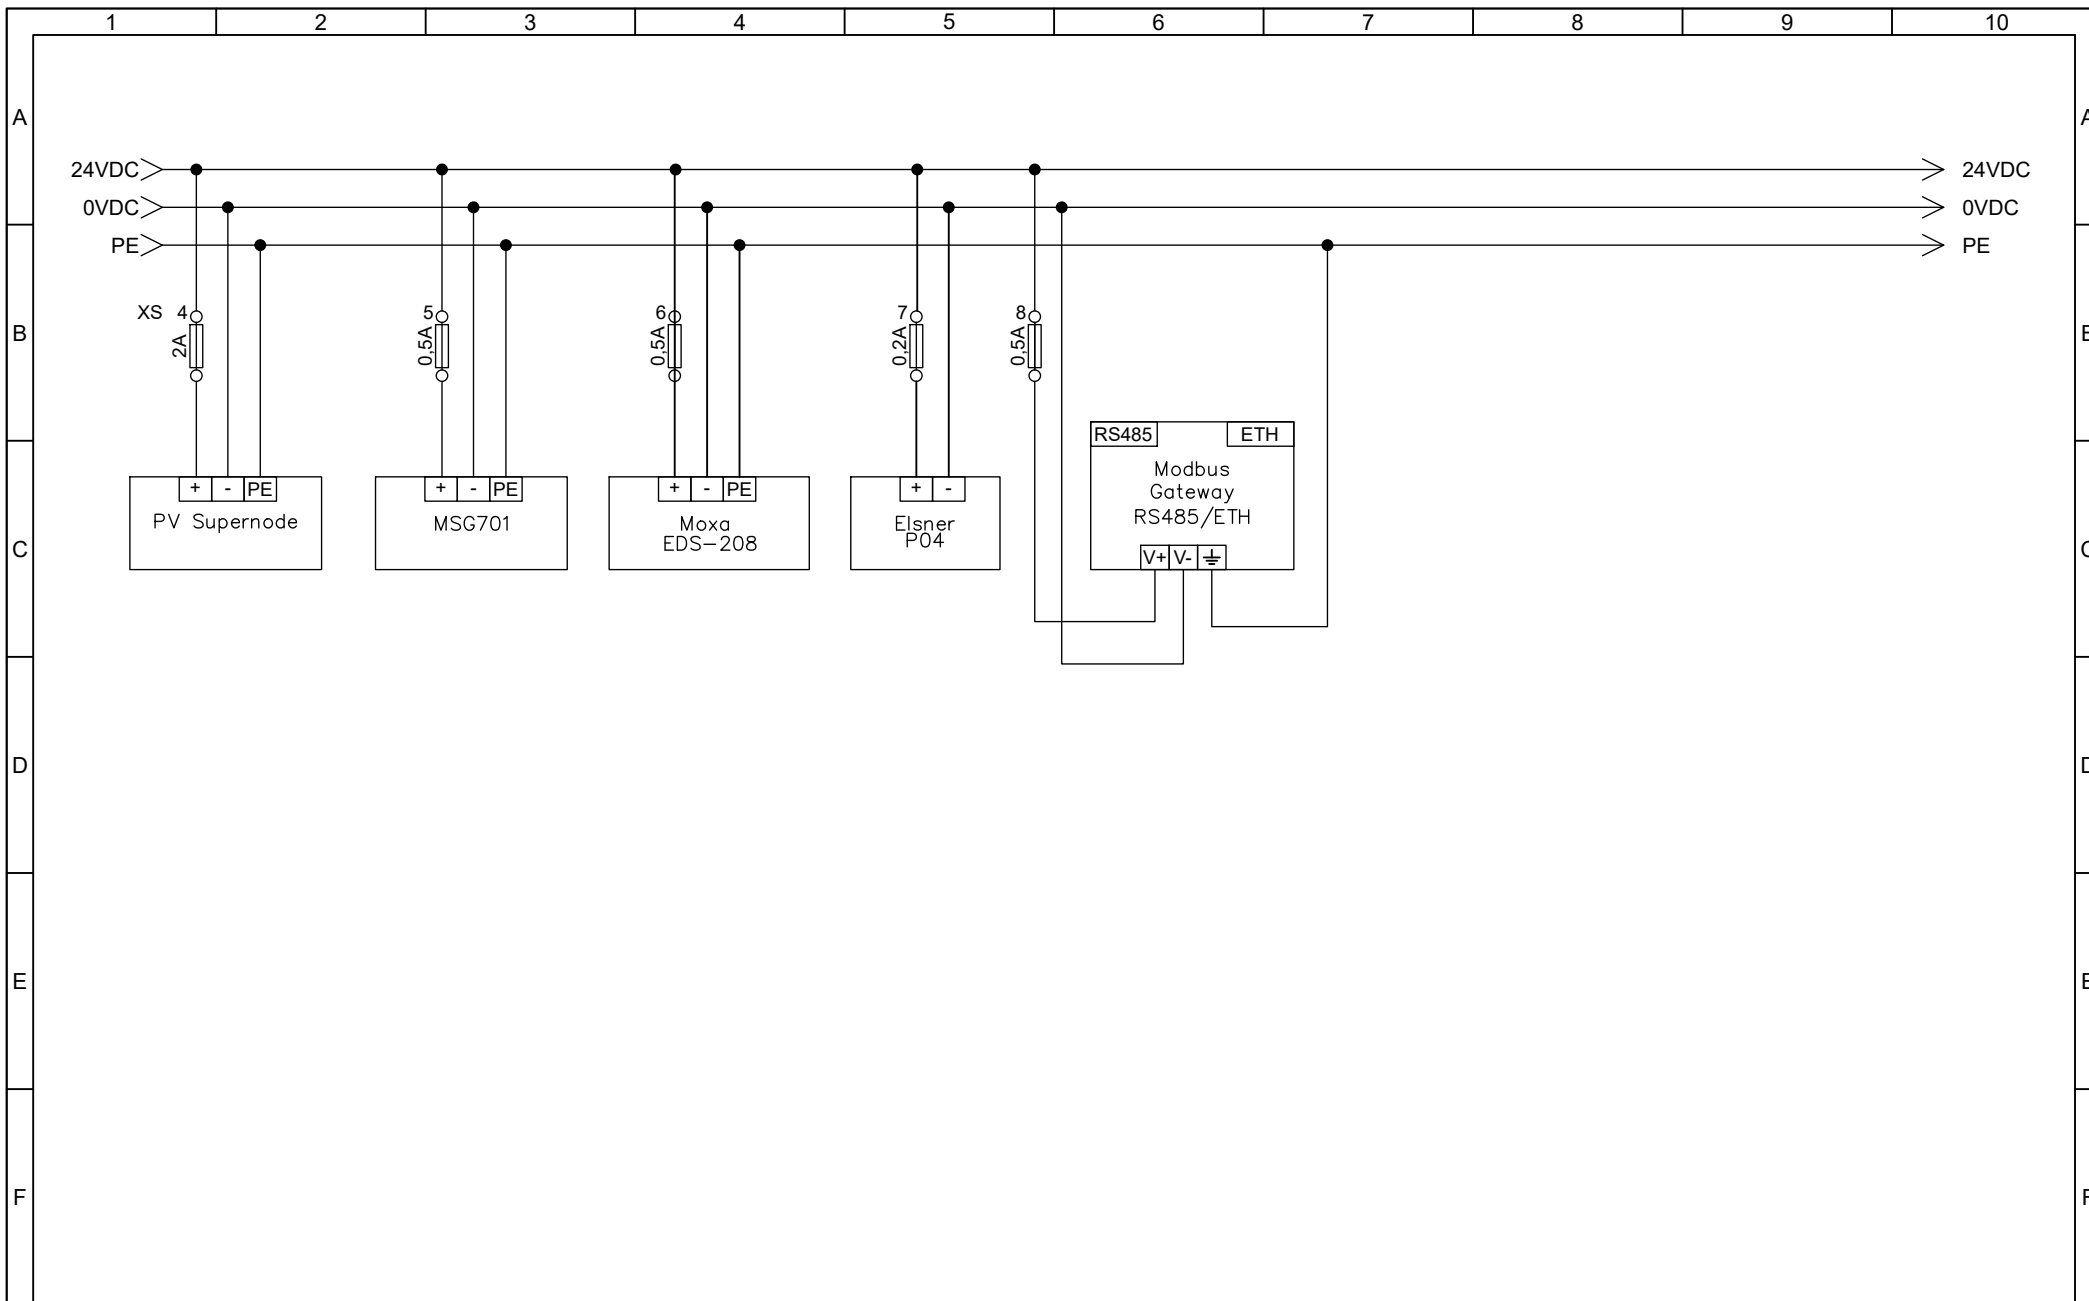 1 2 3 4 5 6 7 8 9 10
A A
24VDC 24VDC
0VDC 0VDC
PE PE
XS 4 5 6 7 8
2A 0,5A 0,5A 0,2A 0,5A
B
RS485 ETH
Modbus
Gateway
RS485/ETH
+ - PE + - PE + - PE + -
PV Supernode MSG701 Moxa Elsner
EDS-208 P04
C
V+ V-
D
E
F